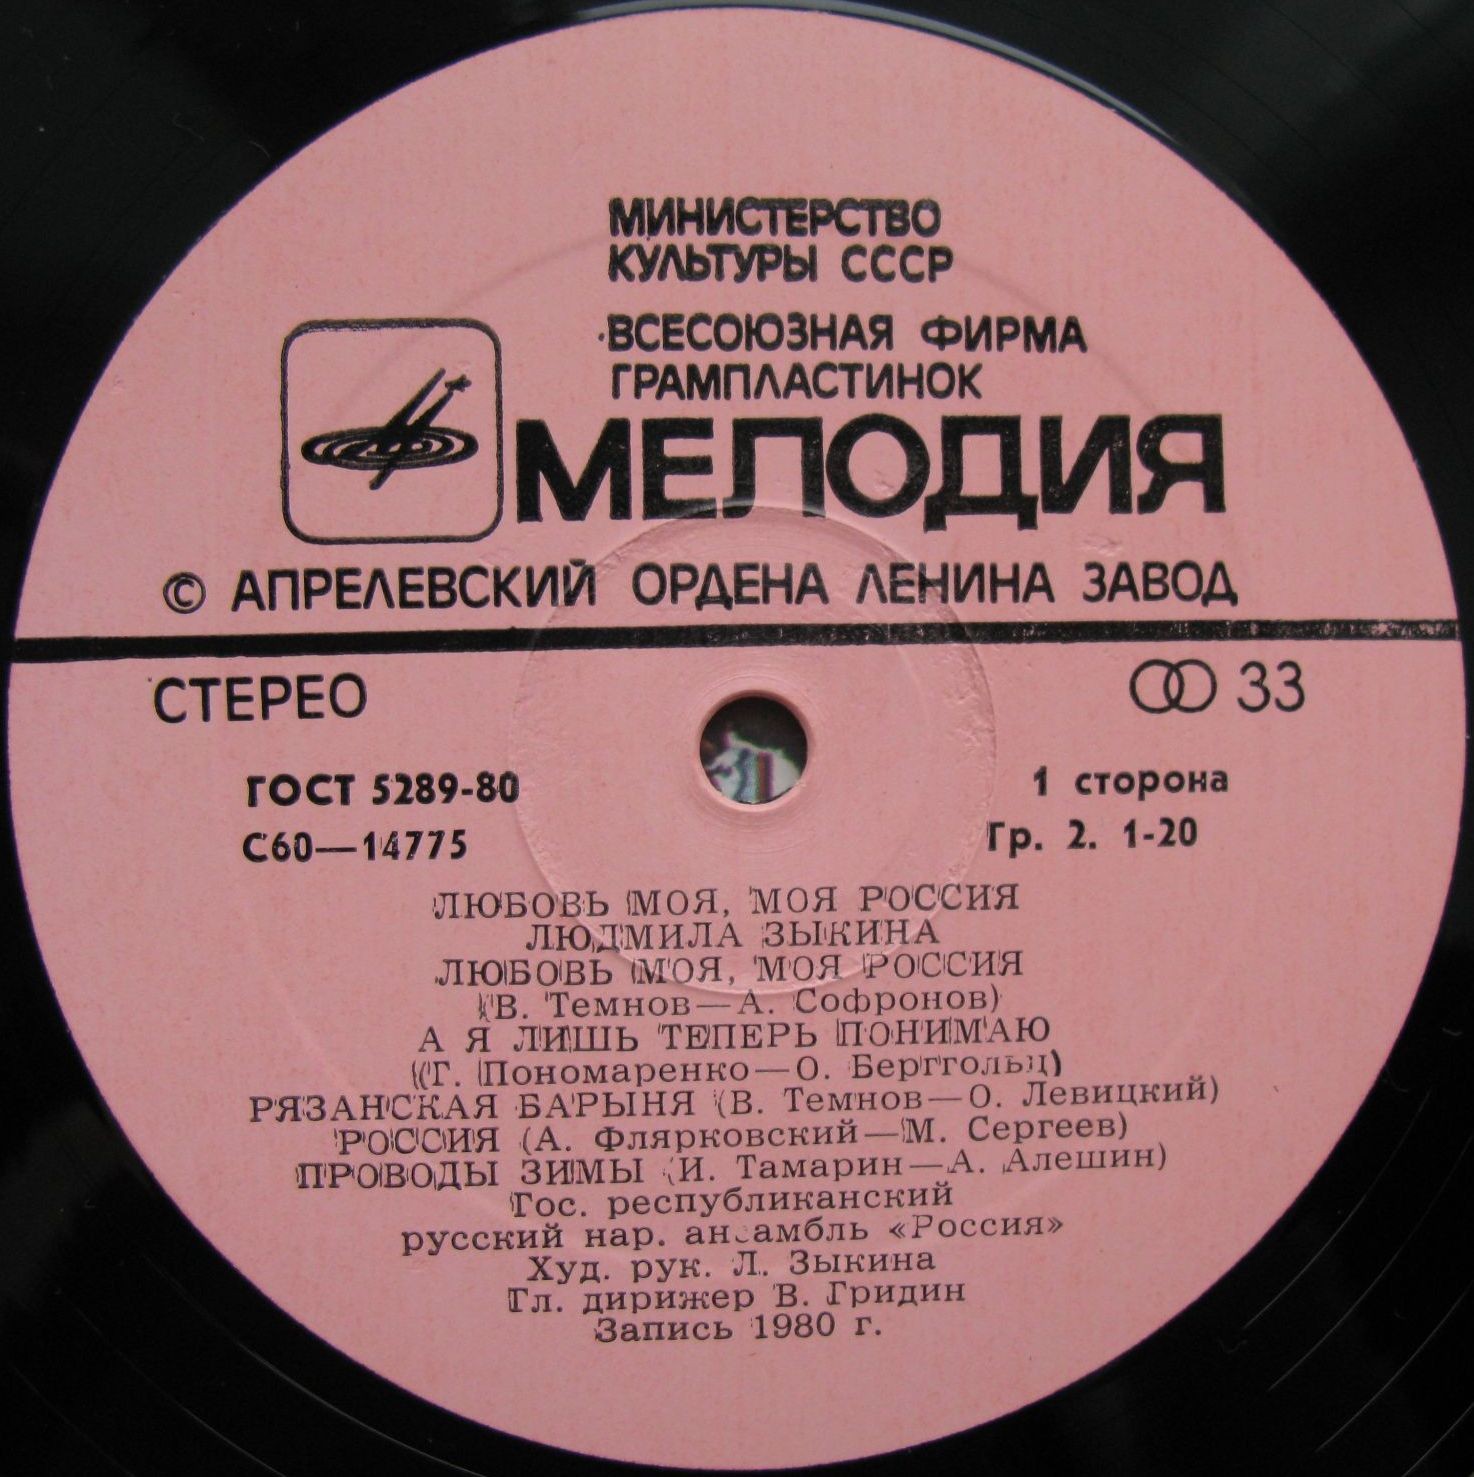 МИНИСТЕРСТВО
КУЛЬТУРЫ СССР
ВСЕСОЮЗНАЯ ФИРМА
ГРАМПЛАСТИНОК
МЕЛОДИЯ
© АПРЕЛЕВСКИЙ ОРДЕНА ЛЕНИНА ЗАВОД
СТЕРЕО 33
ГОСТ 5289-80 1 сторона
С60—14775 Гр. 2. 1-20
ЛЮБОВЬ МОЯ, МОЯ РОССИЯ
ЛЮДМИЛА ЗЫКИНА
ЛЮБОВЬ МОЯ, МОЯ РОССИЯ
(В. Темнов—А. Софронов)
А Я ЛИШЬ ТЕПЕРЬ ПОНИМАЮ
(Г. Пономаренко—О. Берггольц)
РЯЗАНСКАЯ БАРЫНЯ (В. Темнов—О. Левицкий)
РОССИЯ (А. Флярковский—М. Сергеев)
ПРОВОДЫ ЗИМЫ (И. Тамарин—А. Алешин)
Гос. республиканский
русский нар. ансамбль «Россия»
Худ. рук. Л. Зыкина
Гл. дирижер В. Гридин
Запись 1980 г.